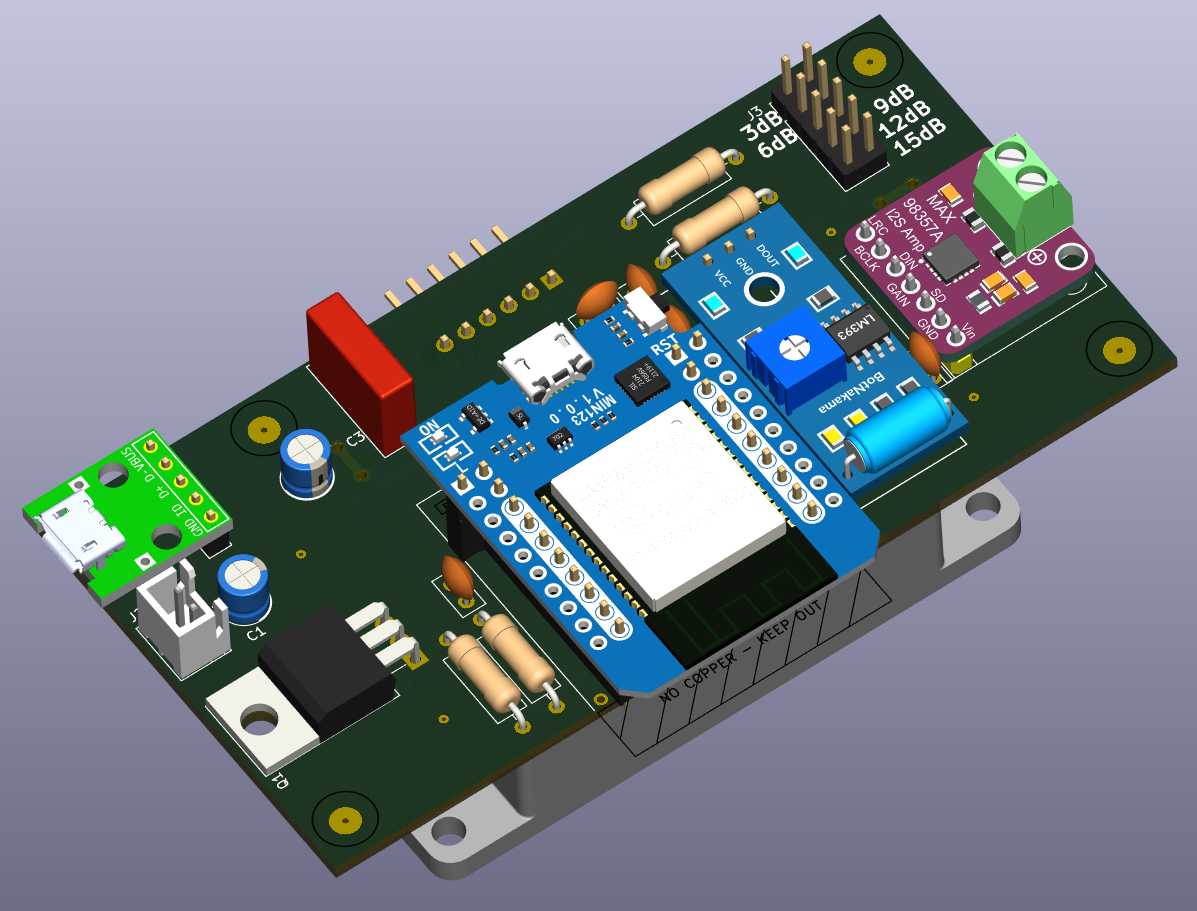 J3
3dB
6dB
9dB
12dB
15dB
MAX
98357A
I2S Amp
LRC
BCLK
DIN
GAIN
SD
GND
Vin
DOUT
GND
VCC
LM393
BotNakama
RST
MIN123
V1.0.0
ON
C3
D-VBUS
D+
GND ID
C1
Q1
NO COPPER - KEEP OUT